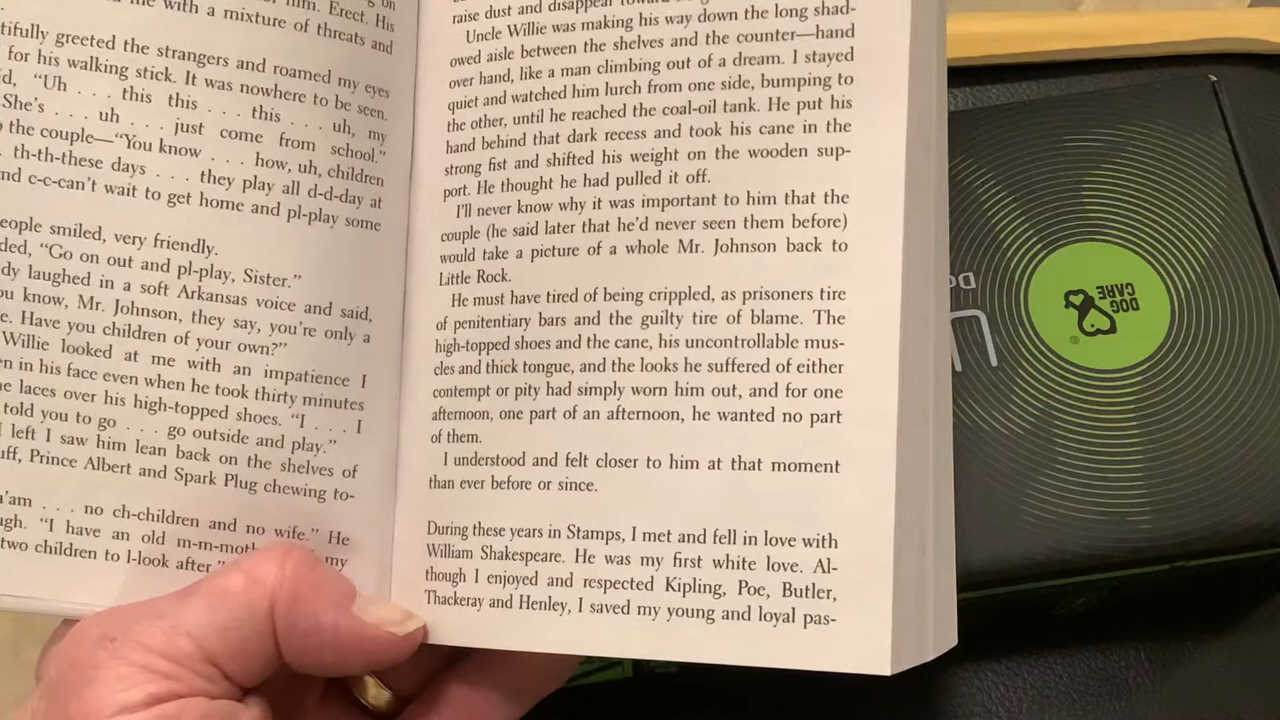 him. Erect. His
me with a mixture of threats and
tifully greeted the strangers and roamed my eyes
for his walking stick. It was nowhere to be seen.
d, “Uh . . . this this . . . this . . . uh, my
She’s . . . uh . . . just come from school.”
the couple—“You know . . . how, uh, children
. th-th-these days . . . they play all d-d-day at
nd c-c-can’t wait to get home and pl-play some
eople smiled, very friendly.
ded, “Go on out and pl-play, Sister.”
dy laughed in a soft Arkansas voice and said,
ou know, Mr. Johnson, they say, you’re only a
e. Have you children of your own?”
Willie looked at me with an impatience I
en in his face even when he took thirty minutes
e laces over his high-topped shoes. “I . . . I
told you to go . . . go outside and play.”
I left I saw him lean back on the shelves of
uff, Prince Albert and Spark Plug chewing to-
’am . . . no ch-children and no wife.” He
ugh. “I have an old m-m-mot my
two children to l-look after
raise dust and disappear
Uncle Willie was making his way down the long shad-
owed aisle between the shelves and the counter—hand
over hand, like a man climbing out of a dream. I stayed
quiet and watched him lurch from one side, bumping to
the other, until he reached the coal-oil tank. He put his
hand behind that dark recess and took his cane in the
strong fist and shifted his weight on the wooden sup-
port. He thought he had pulled it off.
I’ll never know why it was important to him that the
couple (he said later that he’d never seen them before)
would take a picture of a whole Mr. Johnson back to
Little Rock.
He must have tired of being crippled, as prisoners tire
of penitentiary bars and the guilty tire of blame. The
high-topped shoes and the cane, his uncontrollable mus-
cles and thick tongue, and the looks he suffered of either
contempt or pity had simply worn him out, and for one
afternoon, one part of an afternoon, he wanted no part
of them.
I understood and felt closer to him at that moment
than ever before or since.
During these years in Stamps, I met and fell in love with
William Shakespeare. He was my first white love. Al-
though I enjoyed and respected Kipling, Poe, Butler,
Thackeray and Henley, I saved my young and loyal pas-
DOG
CARE
®